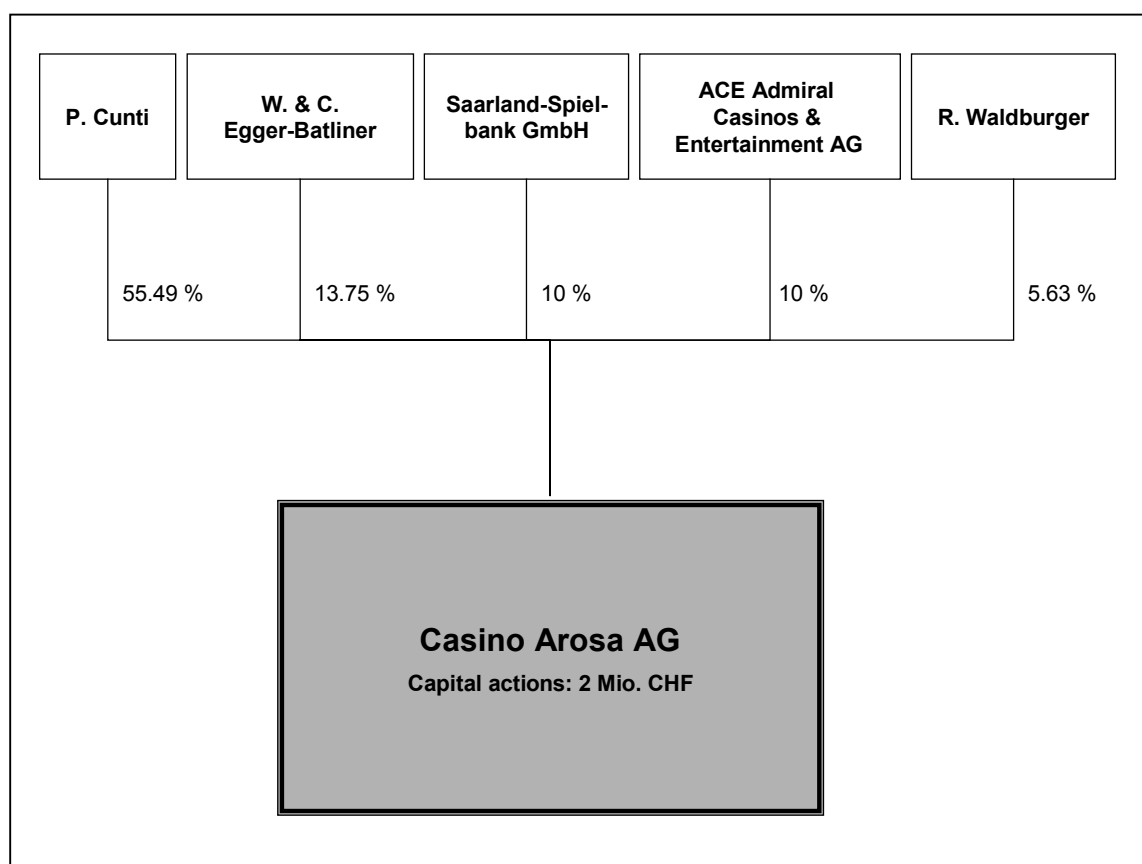 P. Cunti
W. & C.
Egger-Batliner
Saarland-Spiel-
bank GmbH
ACE Admiral
Casinos &
Entertainment AG
R. Waldburger
55.49 %
13.75 %
10 %
10 %
5.63 %
Casino Arosa AG
Capital actions: 2 Mio. CHF